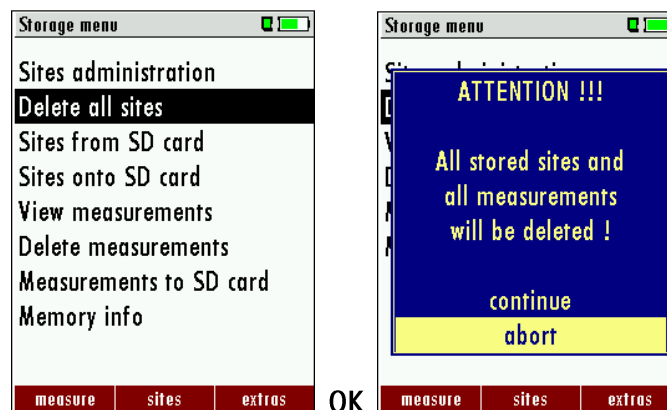 Storage menu
Sites administration
Delete all sites
Sites from SD card
Sites onto SD card
View measurements
Delete measurements
Measurements to SD card
Memory info
measure sites extras
OK
Storage menu
ATTENTION !!!
All stored sites and
all measurements
will be deleted !
continue
abort
measure sites extras